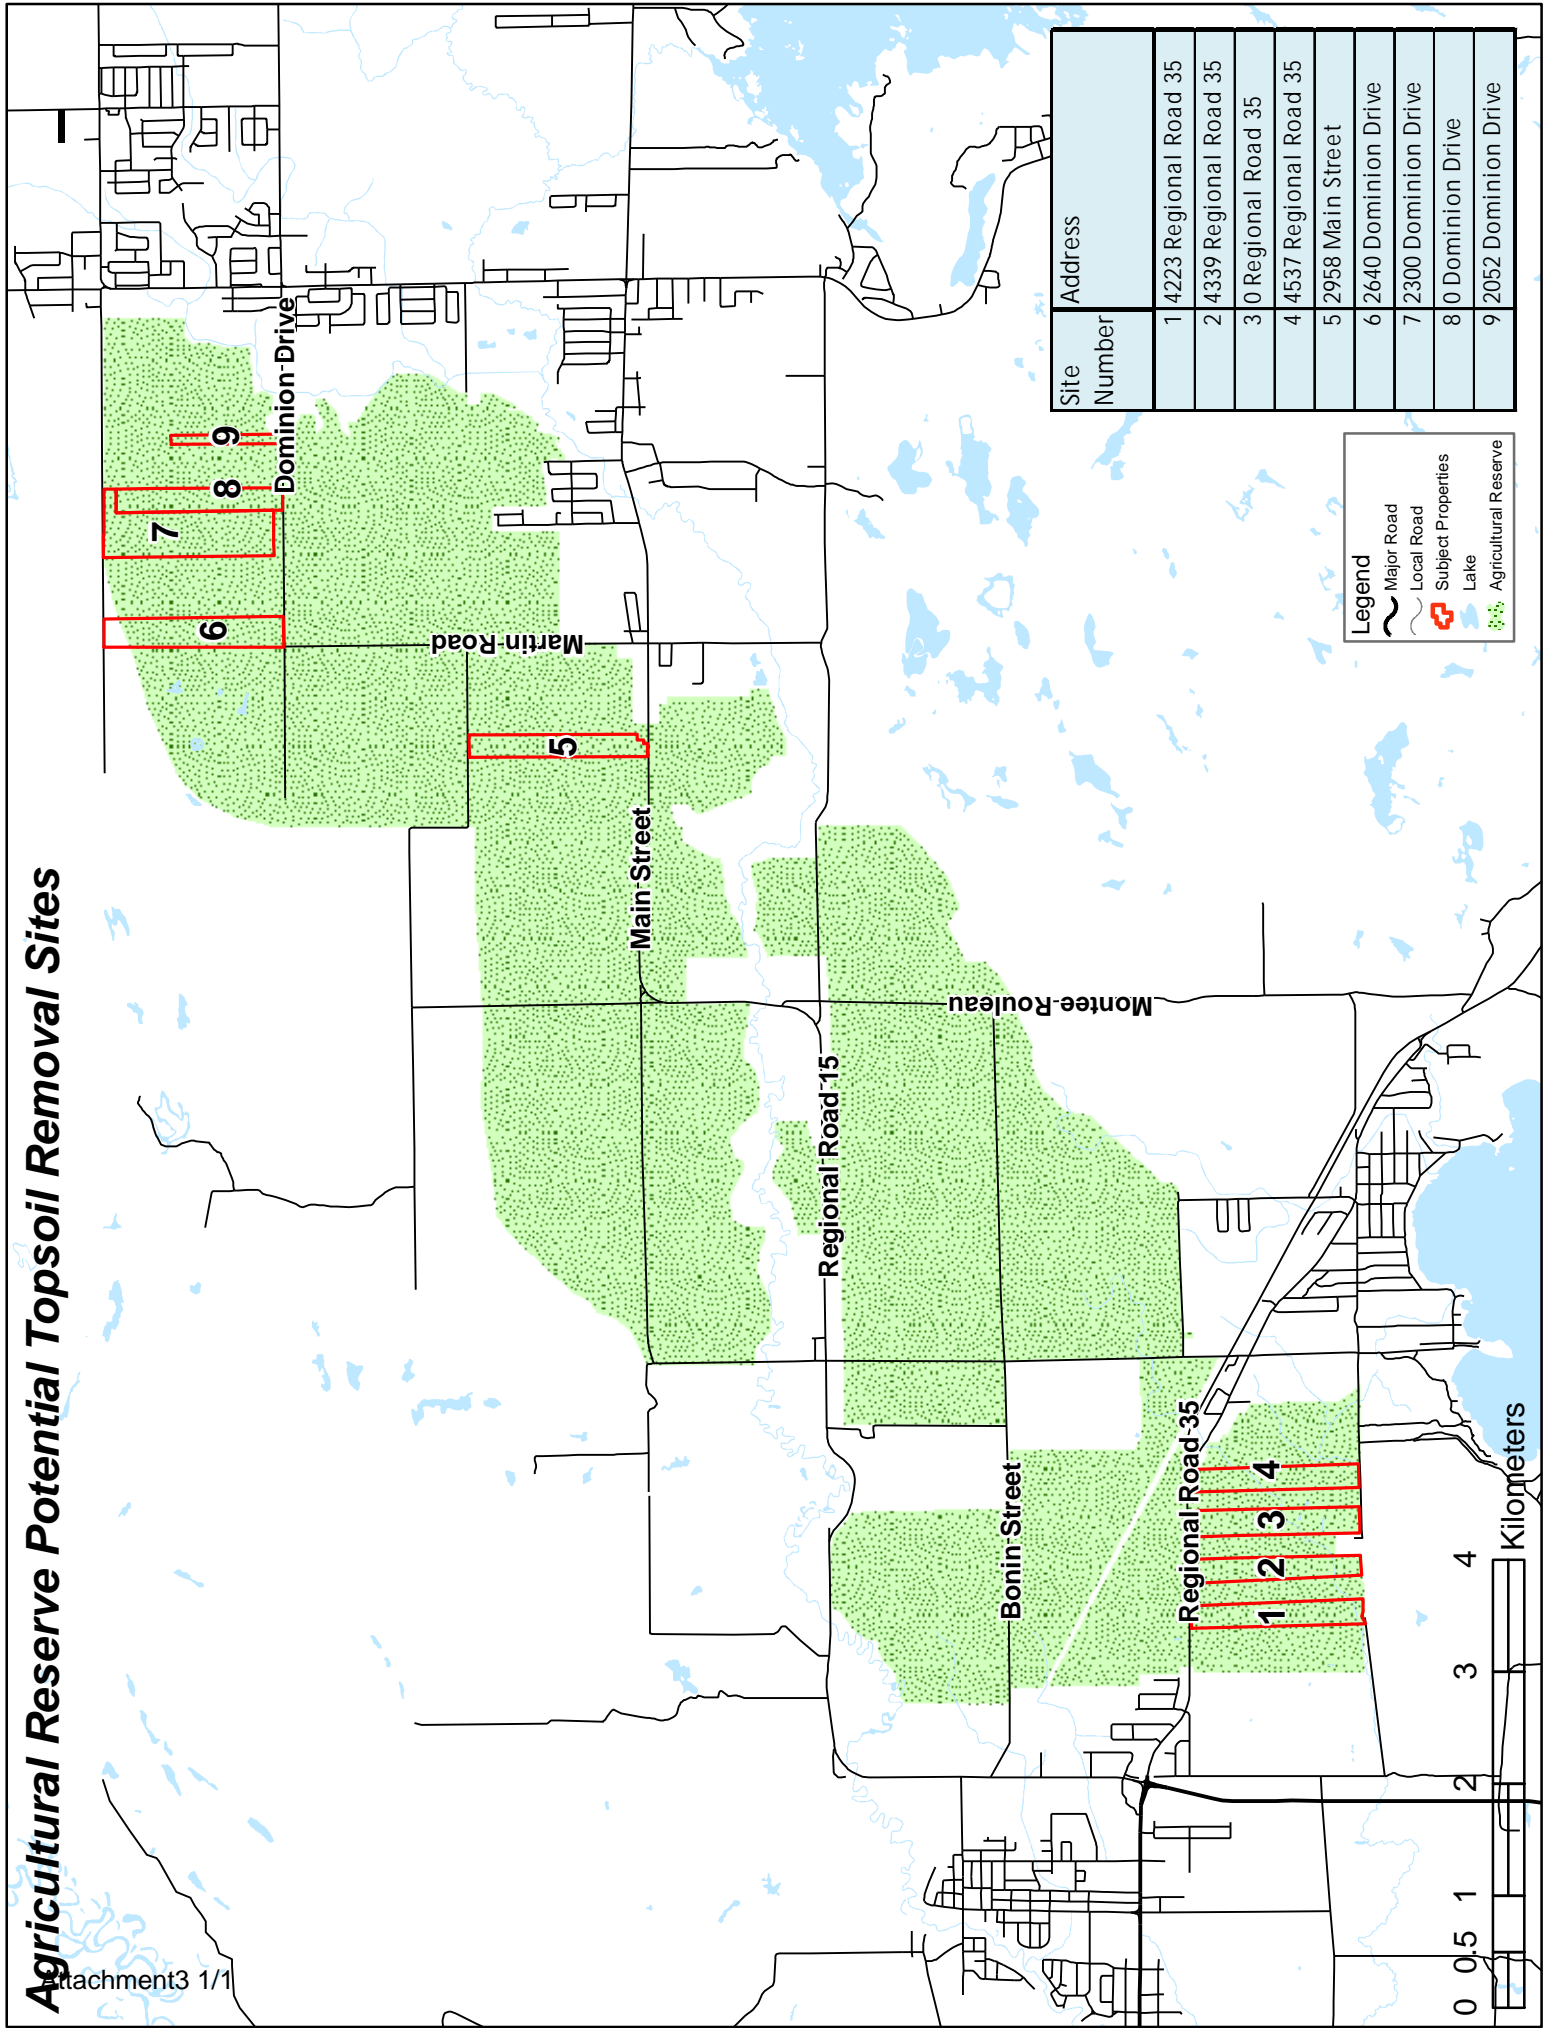 Agricultural Reserve Potential Topsoil Removal Sites
Attachment3 1/1
6
7
8
9
Dominion Drive
Martin Road
5
Main Street
Montee Rouleau
Regional Road 15
Bonin Street
Regional Road 35
1
2
3
4
0 0.5 1 2 3 4
Kilometers
Legend
Major Road
Local Road
Subject Properties
Lake
Agricultural Reserve
Site Number Address
1 4223 Regional Road 35
2 4339 Regional Road 35
3 0 Regional Road 35
4 4537 Regional Road 35
5 2958 Main Street
6 2640 Dominion Drive
7 2300 Dominion Drive
8 0 Dominion Drive
9 2052 Dominion Drive